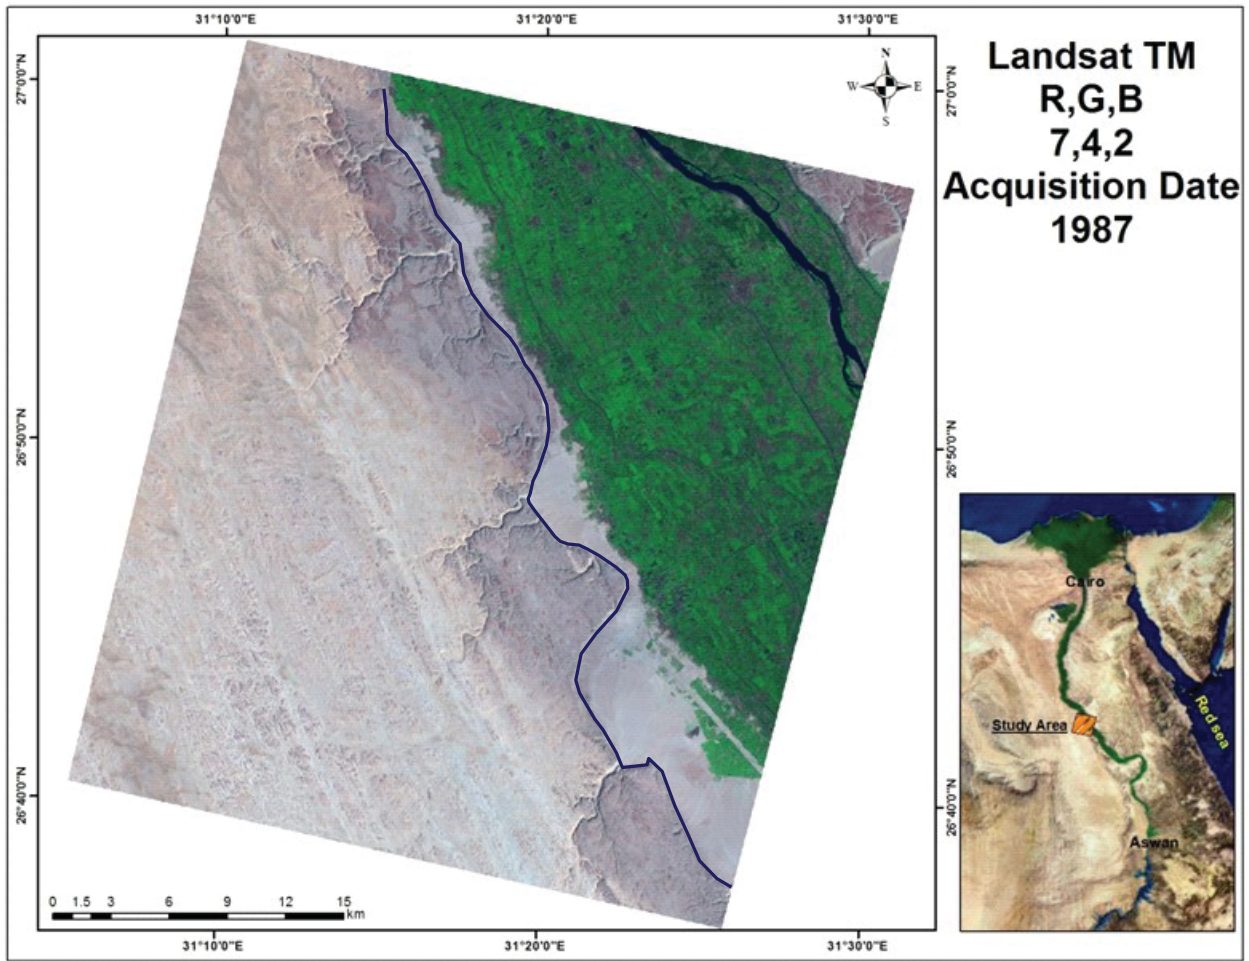 31°10'0"E
31°20'0"E
31°30'0"E
27°0'0"N
27°0'0"N
N
W
E
S
Landsat TM
R,G,B
7,4,2
Acquisition Date
1987
26°50'0"N
26°50'0"N
26°40'0"N
26°40'0"N
Cairo
Study Area
Red sea
Aswan
0 1.5 3 6 9 12 15
km
31°10'0"E
31°20'0"E
31°30'0"E